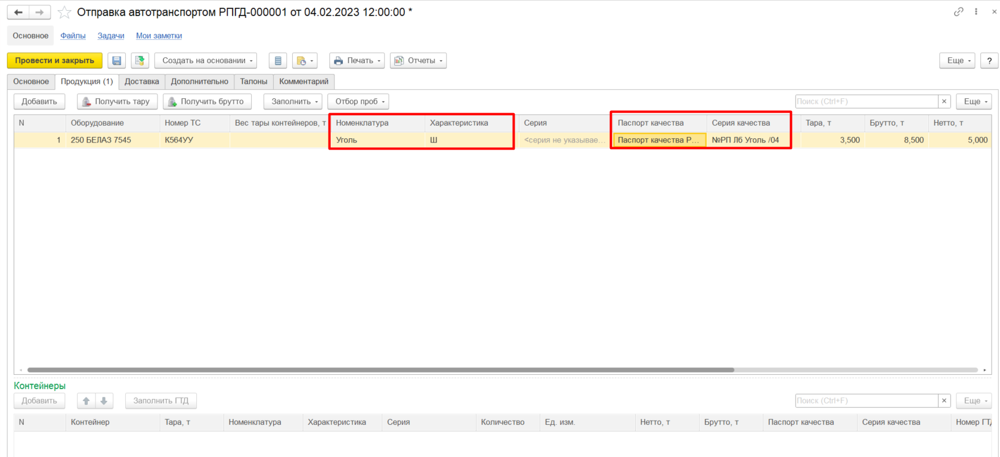 Отправка автотранспортом РПГД-000001 от 04.02.2023 12:00:00 *
Основное Файлы Задачи Мои заметки
Провести и закрыть Создать на основании Печать Отчеты Еще ?
Основное Продукция (1) Доставка Дополнительно Талоны Комментарий
Добавить Получить тару Получить брутто Заполнить Отбор проб Поиск (Ctrl+F) × Еще
N Оборудование Номер ТС Вес тары контейнеров, т Номенклатура Характеристика Серия Паспорт качества Серия качества Тара, т Брутто, т Нетто, т
1 250 БЕЛАЗ 7545 К564УУ Уголь Ш <серия не указывае... Паспорт качества Р... №РП Лб Уголь /04 3,500 8,500 5,000
Контейнеры
Добавить Заполнить ГТД Поиск (Ctrl+F) × Еще
N Контейнер Тара, т Номенклатура Характеристика Серия Количество Ед. изм. Нетто, т Брутто, т Паспорт качества Серия качества Номер ГТД